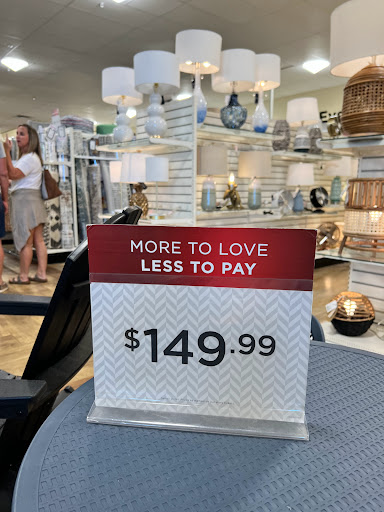 MORE TO LOVE
LESS TO PAY
$149.99